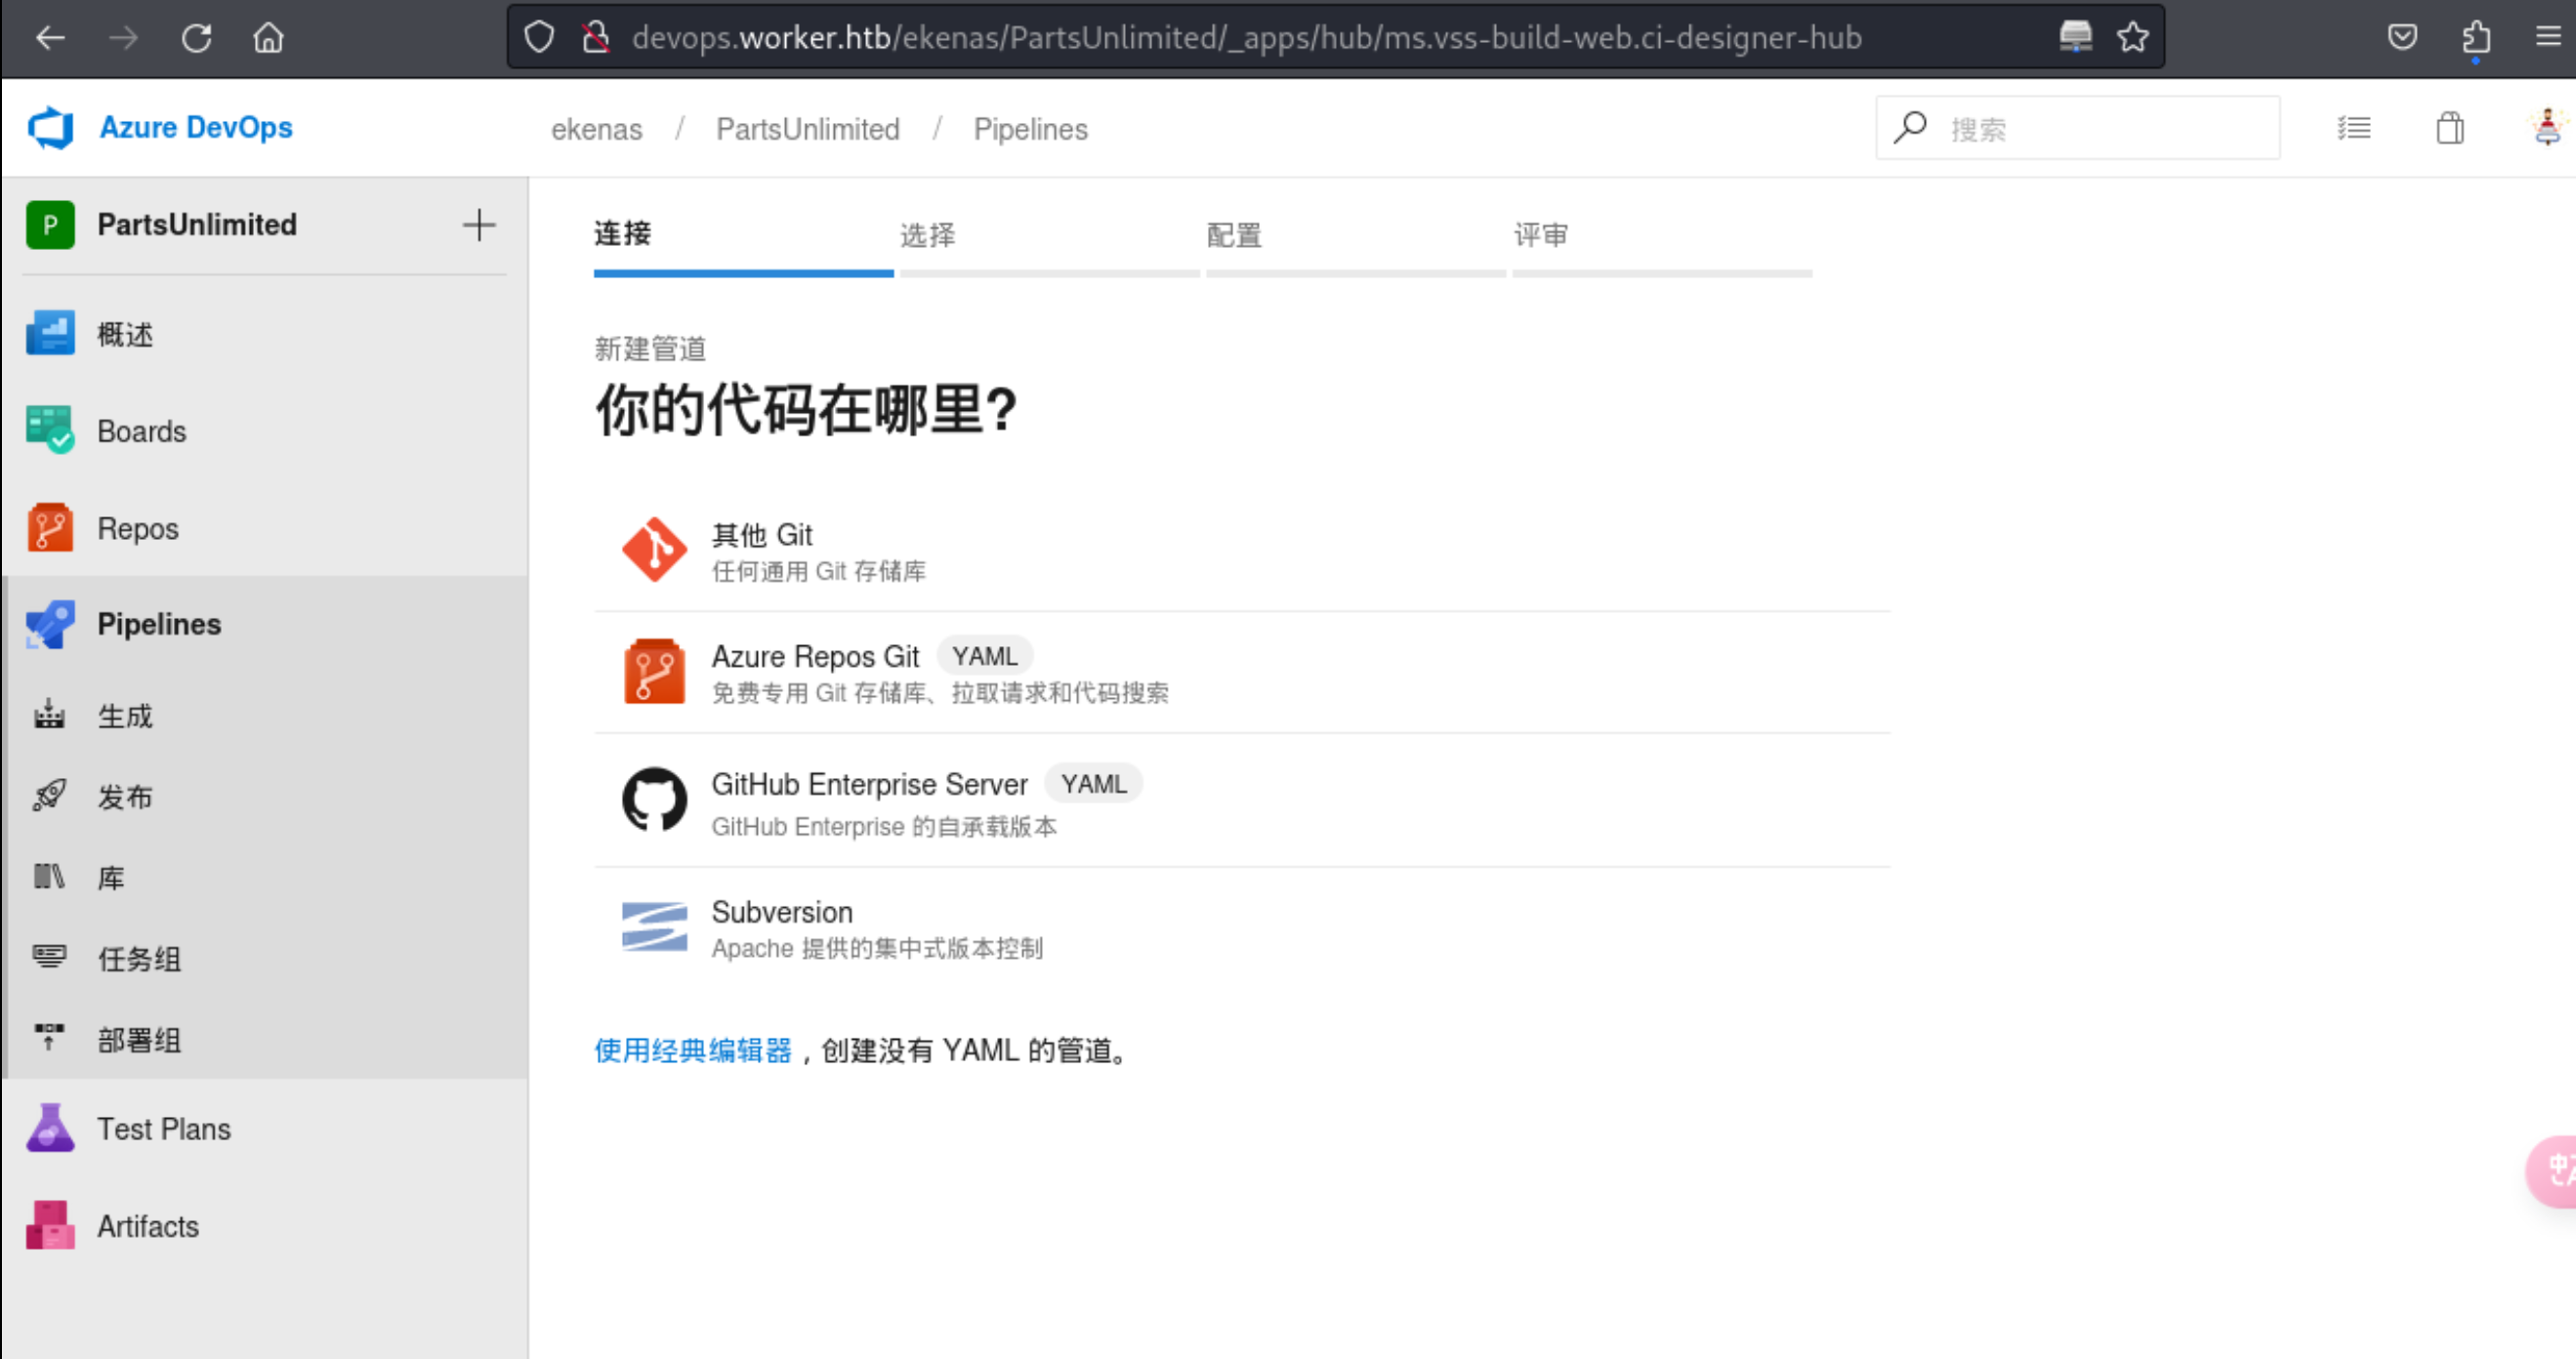 devops.worker.htb/ekenas/PartsUnlimited/_apps/hub/ms.vss-build-web.ci-designer-hub
Azure DevOps
ekenas / PartsUnlimited / Pipelines
搜索
P PartsUnlimited
概述
Boards
Repos
Pipelines
生成
发布
库
任务组
部署组
Test Plans
Artifacts
连接 选择 配置 评审
新建管道
你的代码在哪里?
其他 Git
任何通用 Git 存储库
Azure Repos Git YAML
免费专用 Git 存储库、拉取请求和代码搜索
GitHub Enterprise Server YAML
GitHub Enterprise 的自承载版本
Subversion
Apache 提供的集中式版本控制
使用经典编辑器，创建没有 YAML 的管道。